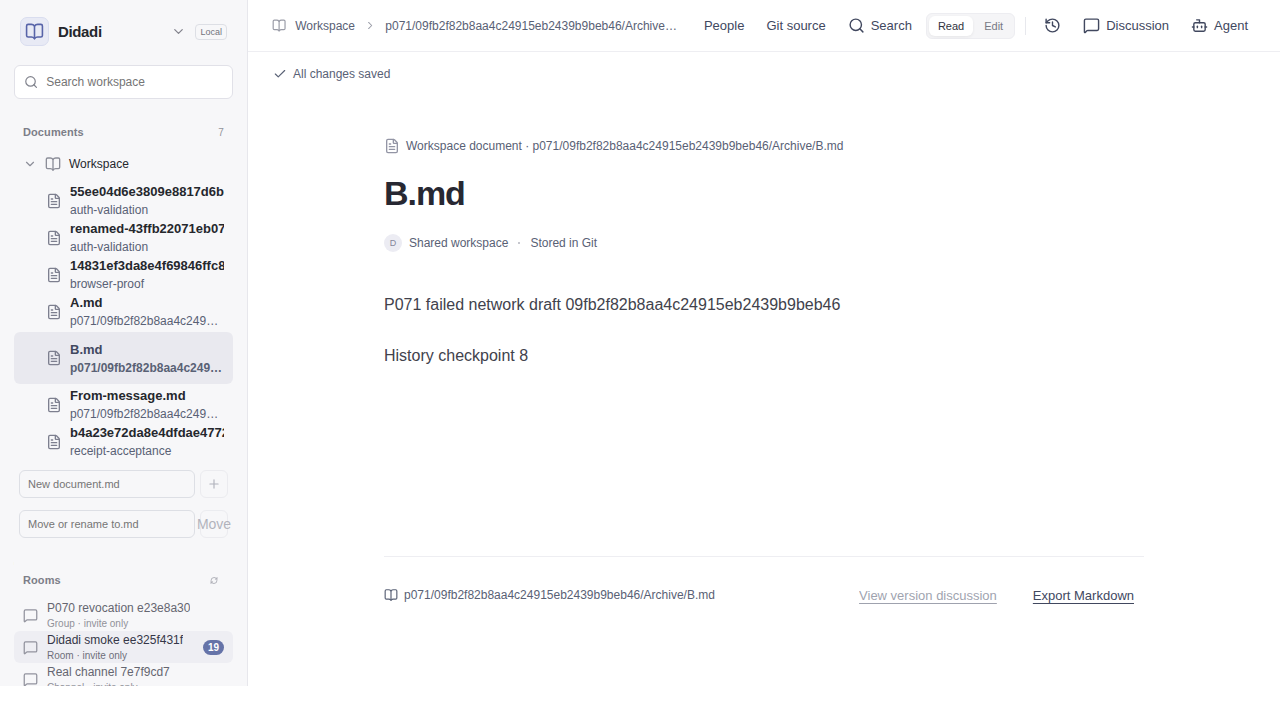 Didadi
Local
Search workspace
Documents 7
Workspace
55ee04d6e3809e8817d6b
auth-validation
renamed-43ffb22071eb07
auth-validation
14831ef3da8e4f69846ffc8
browser-proof
A.md
p071/09fb2f82b8aa4c249…
B.md
p071/09fb2f82b8aa4c249…
From-message.md
p071/09fb2f82b8aa4c249…
b4a23e72da8e4dfdae4772
receipt-acceptance
New document.md
Move or rename to.md
Move
Rooms
P070 revocation e23e8a30
Group · invite only
Didadi smoke ee325f431f
Room · invite only
19
Real channel 7e7f9cd7
Channel · invite only
Workspace
p071/09fb2f82b8aa4c24915eb2439b9beb46/Archive…
People
Git source
Search
Read
Edit
Discussion
Agent
All changes saved
Workspace document · p071/09fb2f82b8aa4c24915eb2439b9beb46/Archive/B.md
B.md
D
Shared workspace · Stored in Git
P071 failed network draft 09fb2f82b8aa4c24915eb2439b9beb46
History checkpoint 8
p071/09fb2f82b8aa4c24915eb2439b9beb46/Archive/B.md
View version discussion
Export Markdown